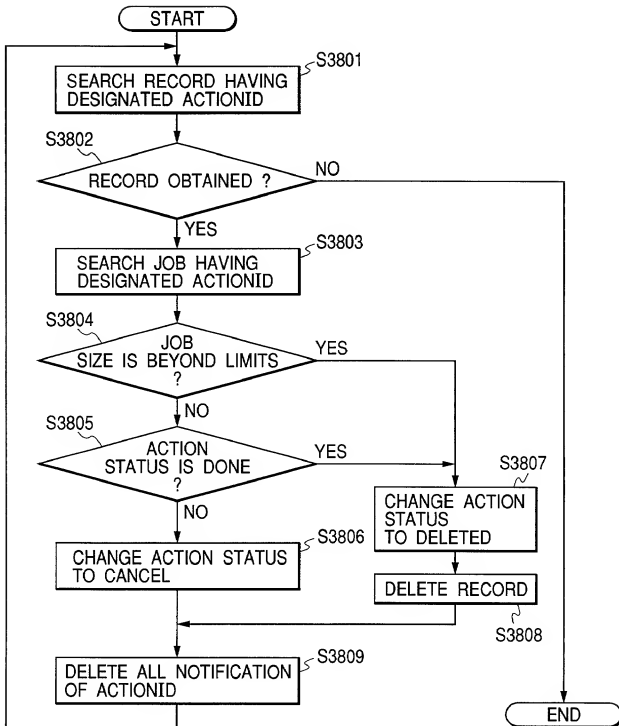 START
S3801
SEARCH RECORD HAVING
DESIGNATED ACTIONID
S3802
RECORD OBTAINED ?
NO
YES
S3803
SEARCH JOB HAVING
DESIGNATED ACTIONID
S3804
JOB
SIZE IS BEYOND LIMITS
?
YES
NO
S3805
ACTION
STATUS IS DONE
?
YES
NO
S3807
CHANGE ACTION
STATUS
TO DELETED
S3806
CHANGE ACTION STATUS
TO CANCEL
DELETE RECORD
S3808
S3809
DELETE ALL NOTIFICATION
OF ACTIONID
END